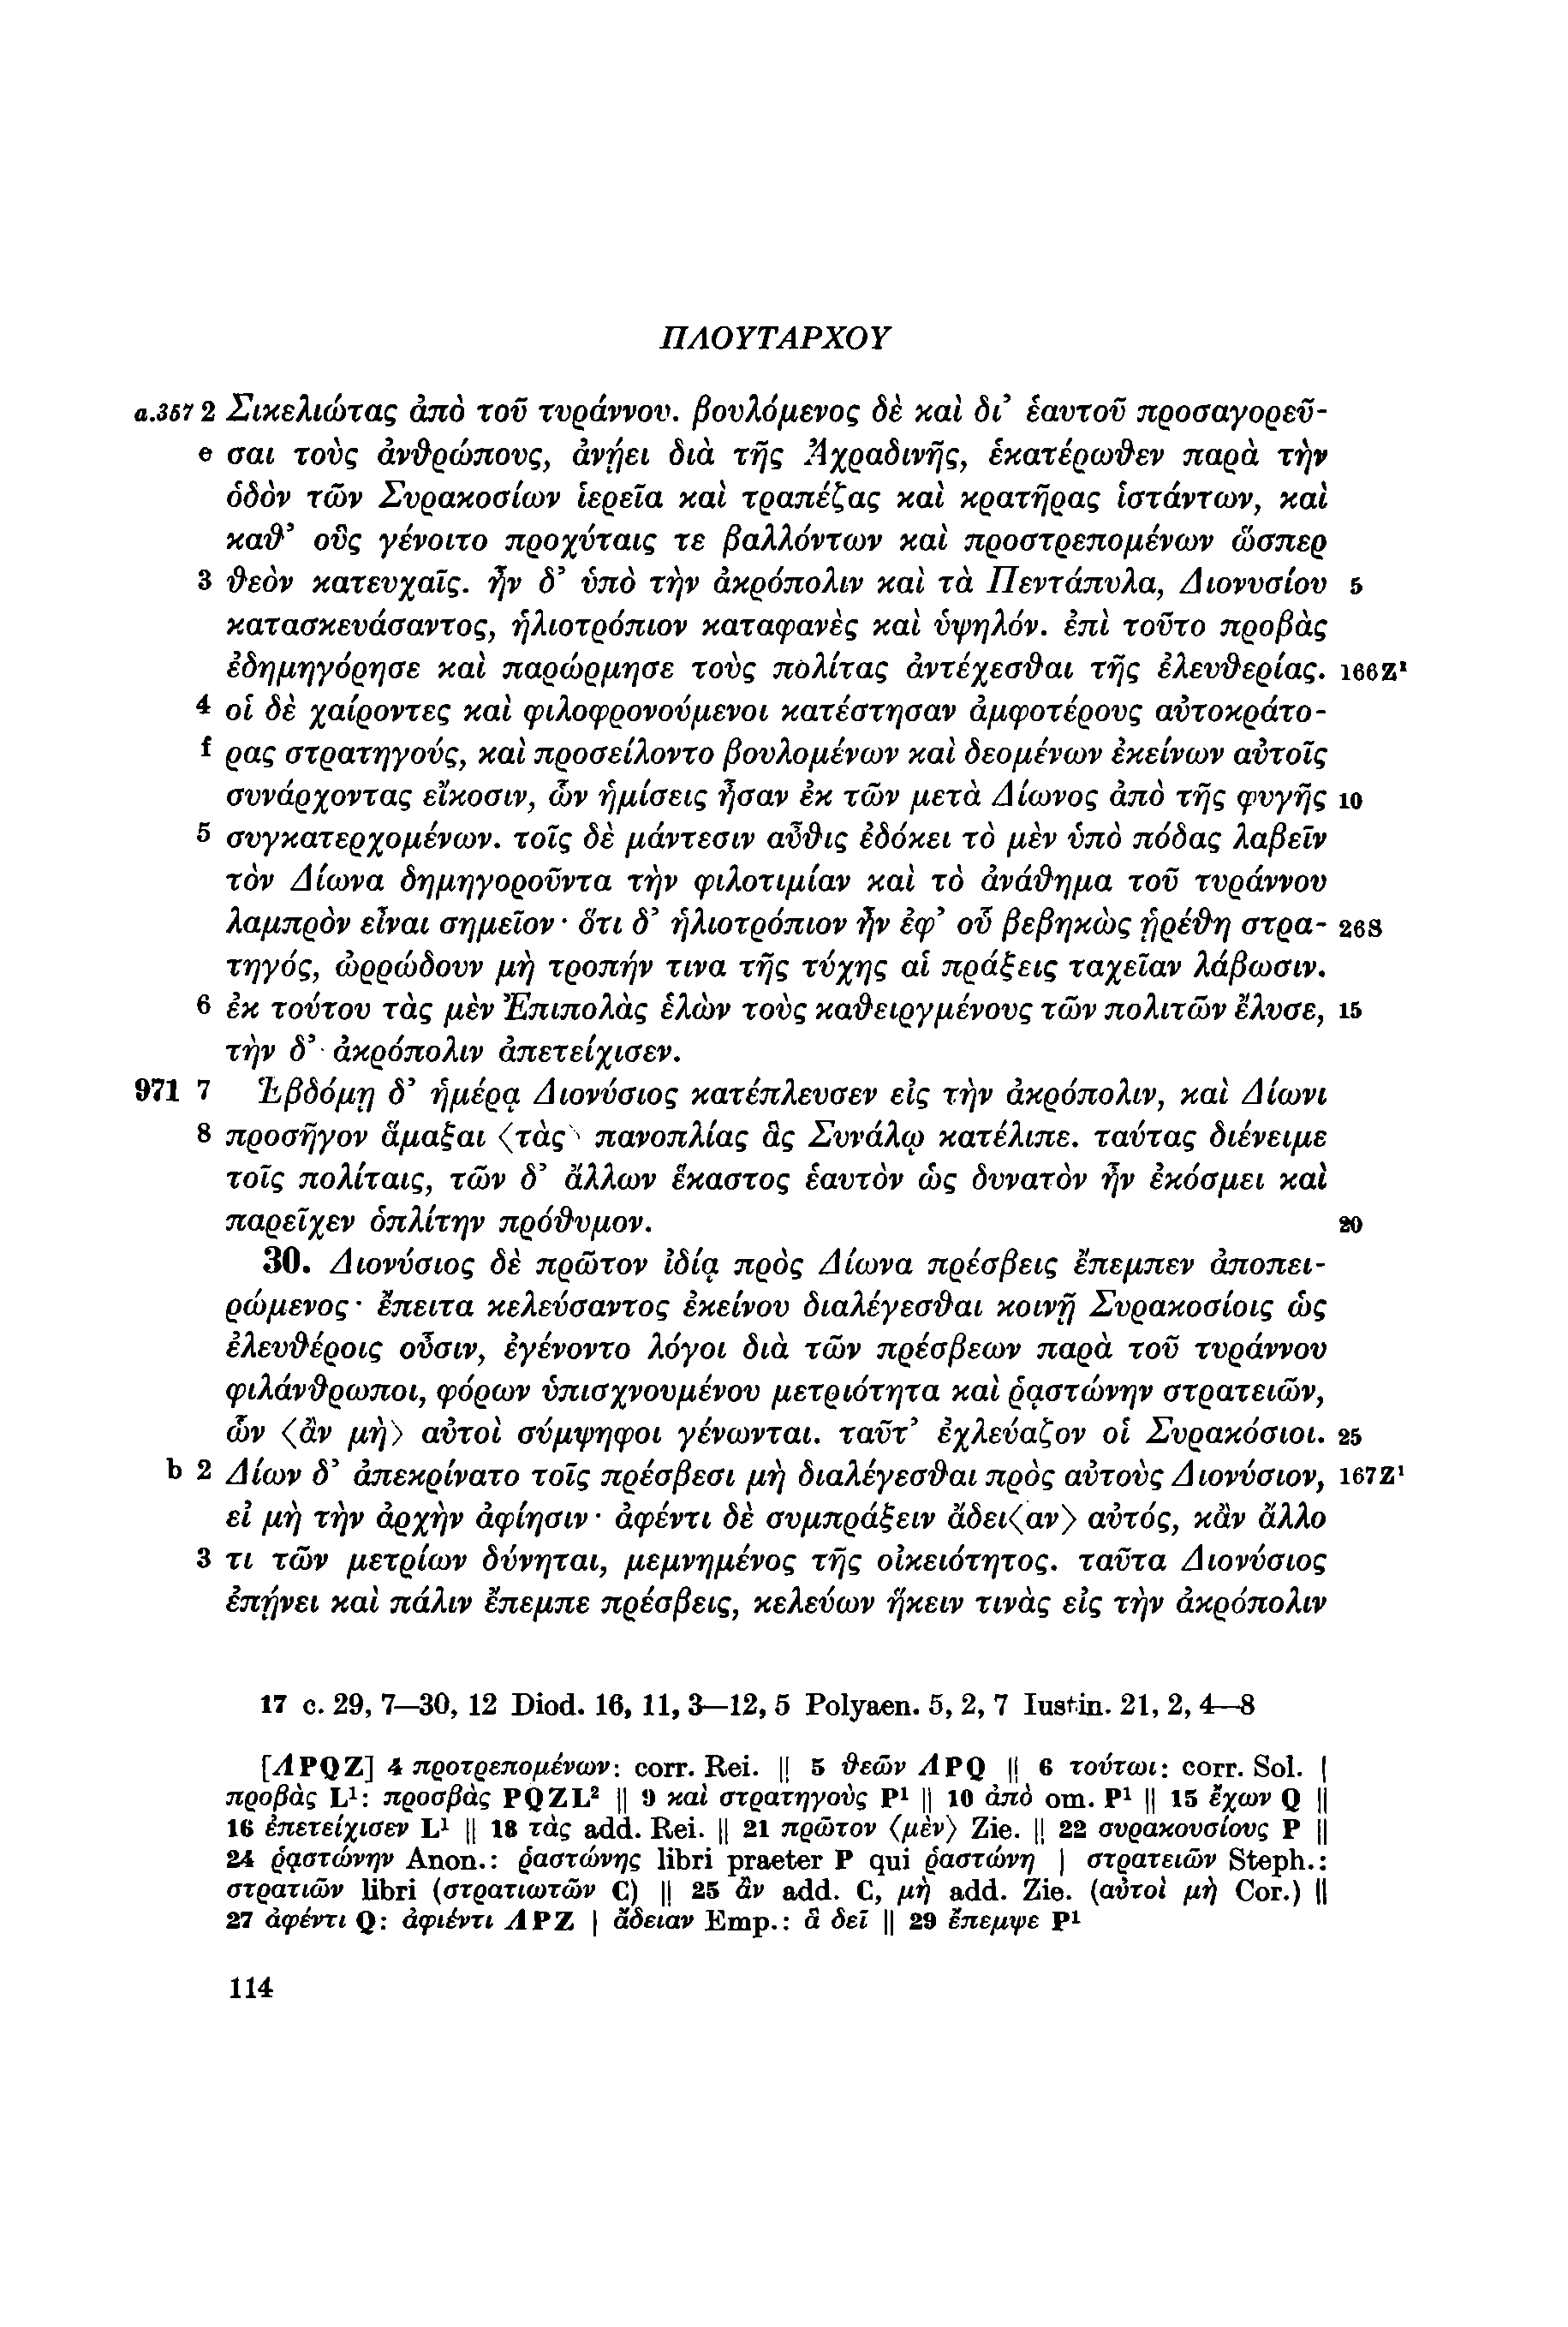 ΠΛΟΥΤΑΡΧΟΥ
a.357 2 Σικελιώτας ἀπὸ τοῦ τυράννου. βουλόμενος δὲ καὶ δι’ ἑαυτοῦ προσαγορεῦ-
e σαι τοὺς ἀνθρώπους, ἀνῄει διὰ τῆς Ἀχραδινῆς, ἑκατέρωθεν παρὰ τὴν
ὁδὸν τῶν Συρακοσίων ἱερεῖα καὶ τραπέζας καὶ κρατῆρας ἱστάντων, καὶ
καθ’ οὓς γένοιτο προχύταις τε βαλλόντων καὶ προστρεπομένων ὥσπερ
3 θεὸν κατευχαῖς. ἦν δ’ ὑπὸ τὴν ἀκρόπολιν καὶ τὰ Πεντάπυλα, Διονυσίου 5
κατασκευάσαντος, ἡλιοτρόπιον καταφανὲς καὶ ὑψηλόν. ἐπὶ τοῦτο προβὰς
ἐδημηγόρησε καὶ παρώρμησε τοὺς πολίτας ἀντέχεσθαι τῆς ἐλευθερίας. 166Z¹
4 οἱ δὲ χαίροντες καὶ φιλοφρονούμενοι κατέστησαν ἀμφοτέρους αὐτοκράτο-
f ρας στρατηγούς, καὶ προσείλοντο βουλομένων καὶ δεομένων ἐκείνων αὐτοῖς
συνάρχοντας εἴκοσιν, ὧν ἡμίσεις ἦσαν ἐκ τῶν μετὰ Δίωνος ἀπὸ τῆς φυγῆς 10
5 συγκατερχομένων. τοῖς δὲ μάντεσιν αὖθις ἐδόκει τὸ μὲν ὑπὸ πόδας λαβεῖν
τὸν Δίωνα δημηγοροῦντα τὴν φιλοτιμίαν καὶ τὸ ἀνάθημα τοῦ τυράννου
λαμπρὸν εἶναι σημεῖον· ὅτι δ’ ἡλιοτρόπιον ἦν ἐφ’ οὗ βεβηκὼς ᾑρέθη στρα- 26S
τηγός, ὠρρώδουν μὴ τροπήν τινα τῆς τύχης αἱ πράξεις ταχεῖαν λάβωσιν.
6 ἐκ τούτου τὰς μὲν Ἐπιπολὰς ἑλὼν τοὺς καθειργμένους τῶν πολιτῶν ἔλυσε, 15
τὴν δ’ ἀκρόπολιν ἀπετείχισεν.
971 7 Ἑβδόμῃ δ’ ἡμέρᾳ Διονύσιος κατέπλευσεν εἰς τὴν ἀκρόπολιν, καὶ Δίωνι
8 προσῆγον ἅμαξαι ⟨τὰς⟩ πανοπλίας ἃς Συνάλῳ κατέλιπε. ταύτας διένειμε
τοῖς πολίταις, τῶν δ’ ἄλλων ἕκαστος ἑαυτὸν ὡς δυνατὸν ἦν ἐκόσμει καὶ
παρεῖχεν ὁπλίτην πρόθυμον. 20
30. Διονύσιος δὲ πρῶτον ἰδίᾳ πρὸς Δίωνα πρέσβεις ἔπεμπεν ἀποπει-
ρώμενος· ἔπειτα κελεύσαντος ἐκείνου διαλέγεσθαι κοινῇ Συρακοσίοις ὡς
ἐλευθέροις οὖσιν, ἐγένοντο λόγοι διὰ τῶν πρέσβεων παρὰ τοῦ τυράννου
φιλάνθρωποι, φόρων ὑπισχνουμένου μετριότητα καὶ ῥᾳστώνην στρατειῶν,
ὧν ⟨ἂν μὴ⟩ αὐτοὶ σύμψηφοι γένωνται. ταῦτ’ ἐχλεύαζον οἱ Συρακόσιοι. 25
b 2 Δίων δ’ ἀπεκρίνατο τοῖς πρέσβεσι μὴ διαλέγεσθαι πρὸς αὐτοὺς Διονύσιον, 167Z¹
εἰ μὴ τὴν ἀρχὴν ἀφίησιν· ἀφέντι δὲ συμπράξειν ἄδει⟨αν⟩ αὐτός, κἂν ἄλλο
3 τι τῶν μετρίων δύνηται, μεμνημένος τῆς οἰκειότητος. ταῦτα Διονύσιος
ἐπῄνει καὶ πάλιν ἔπεμπε πρέσβεις, κελεύων ἥκειν τινὰς εἰς τὴν ἀκρόπολιν
17 c. 29, 7—30, 12 Diod. 16, 11, 3—12, 5 Polyaen. 5, 2, 7 Iustin. 21, 2, 4—8
[ΛPQZ] 4 προτρεπομένων: corr. Rei. || 5 θεῶν ΛPQ || 6 τούτωι: corr. Sol. |
προβὰς L¹: προσβὰς PQZL² || 9 καὶ στρατηγοὺς P¹ || 10 ἀπὸ om. P¹ || 15 ἔχων Q ||
16 ἐπετείχισεν L¹ || 18 τὰς add. Rei. || 21 πρῶτον ⟨μὲν⟩ Zie. || 22 συρακουσίους P ||
24 ῥᾳστώνην Anon.: ῥαστώνης libri praeter P qui ῥαστώνη | στρατειῶν Steph.:
στρατιῶν libri (στρατιωτῶν C) || 25 ἂν add. C, μὴ add. Zie. (αὐτοὶ μὴ Cor.) ||
27 ἀφέντι Q: ἀφιέντι ΛPZ | ἄδειαν Emp.: ἃ δεῖ || 29 ἔπεμψε P¹
114